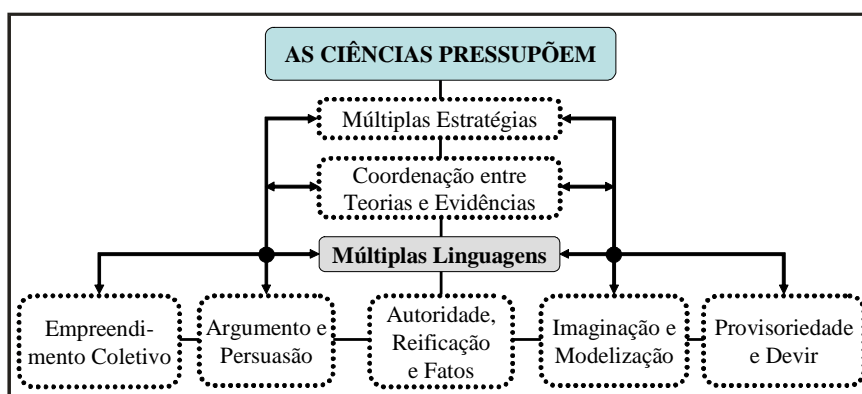 AS CIÊNCIAS PRESSUPÕEM
Múltiplas Estratégias
Coordenação entre
Teorias e Evidências
Múltiplas Linguagens
Empreendi-
mento Coletivo
Argumento e
Persuasão
Autoridade,
Reificação
e Fatos
Imaginação e
Modelização
Provisoriedade
e Devir